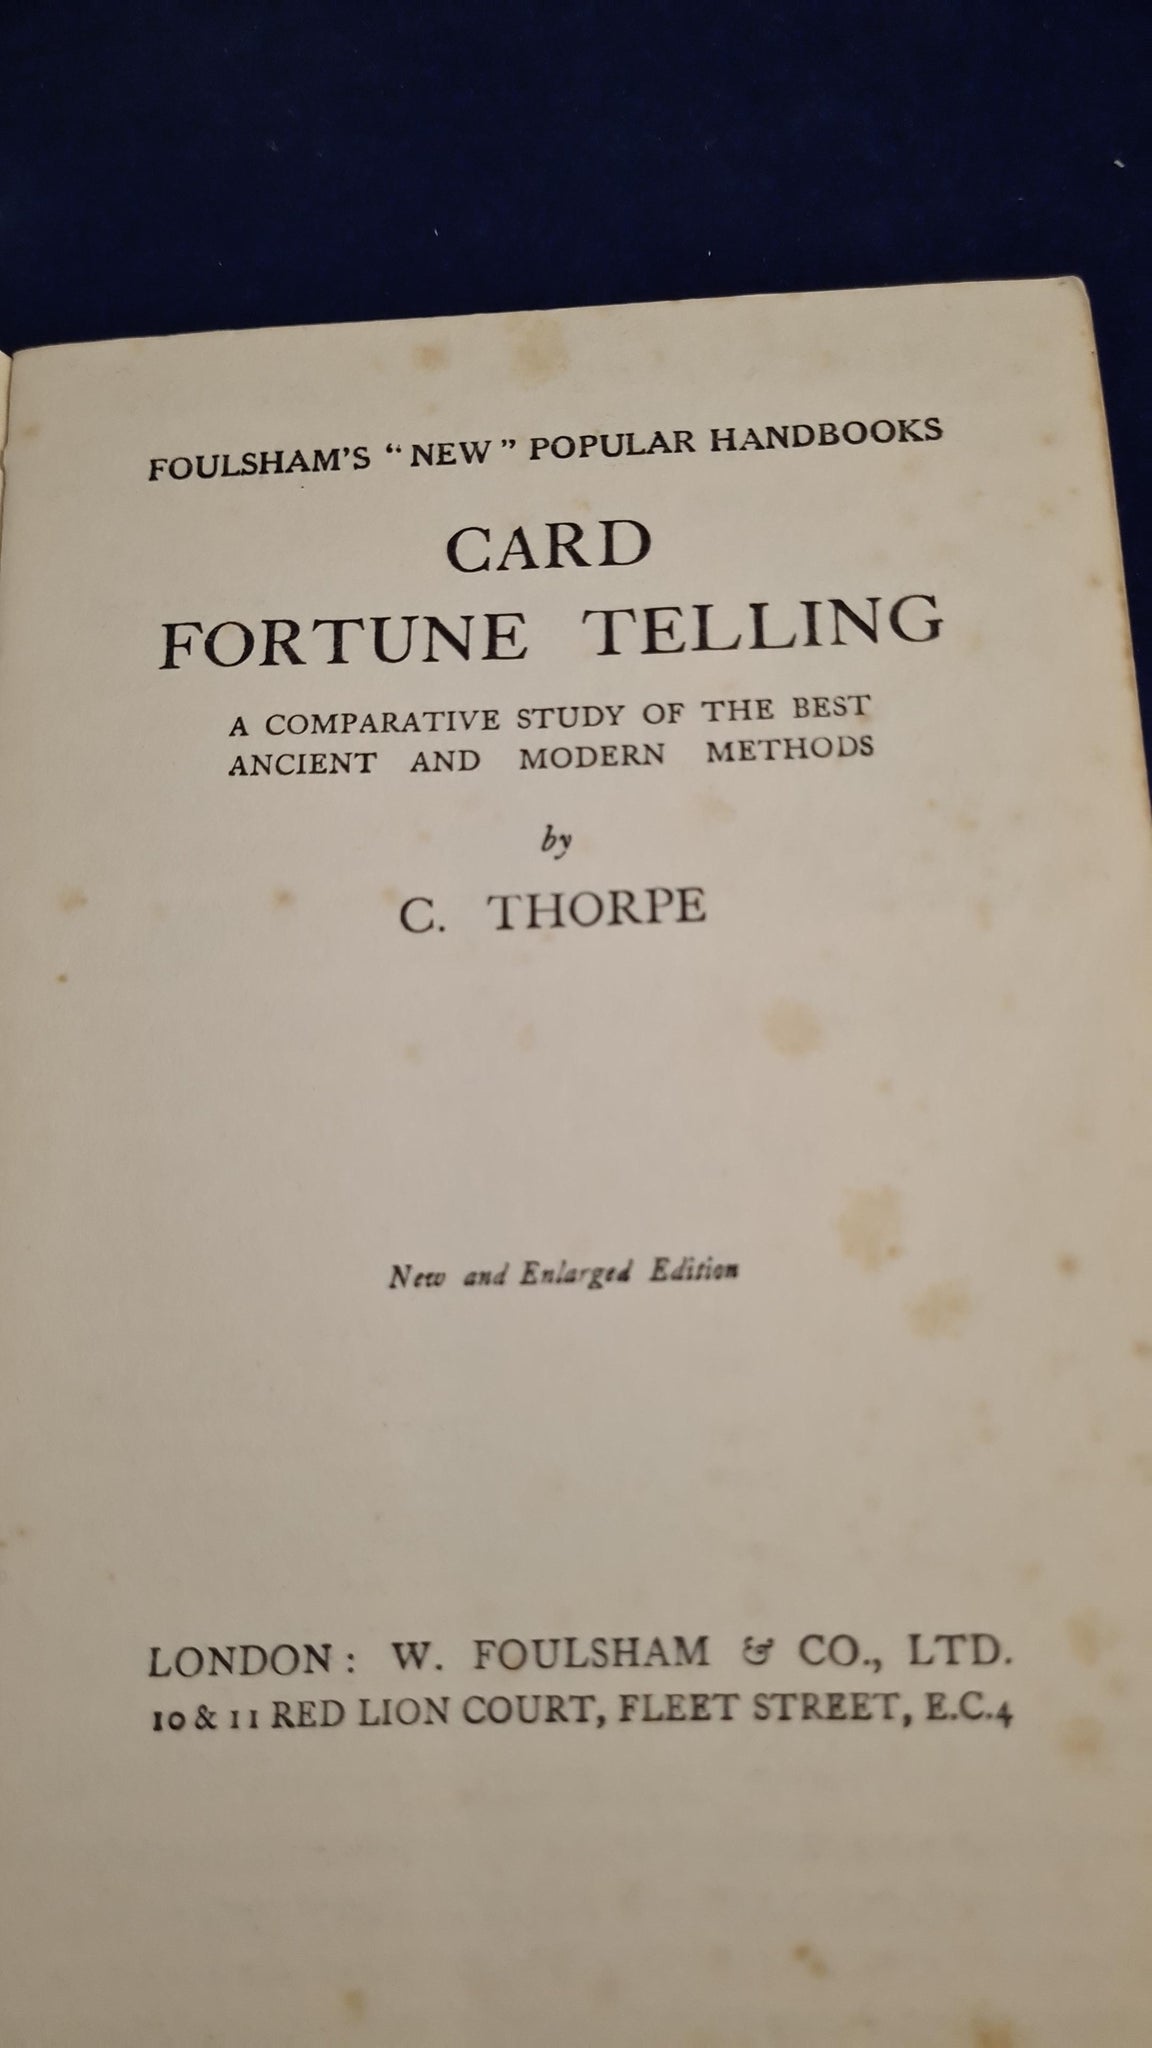 FOULSHAM'S “NEW” POPULAR HANDBOOKS
CARD
FORTUNE TELLING
A COMPARATIVE STUDY OF THE BEST
ANCIENT AND MODERN METHODS
by
C. THORPE
New and Enlarged Edition
LONDON: W. FOULSHAM & CO., LTD.
10 & 11 RED LION COURT, FLEET STREET, E.C.4